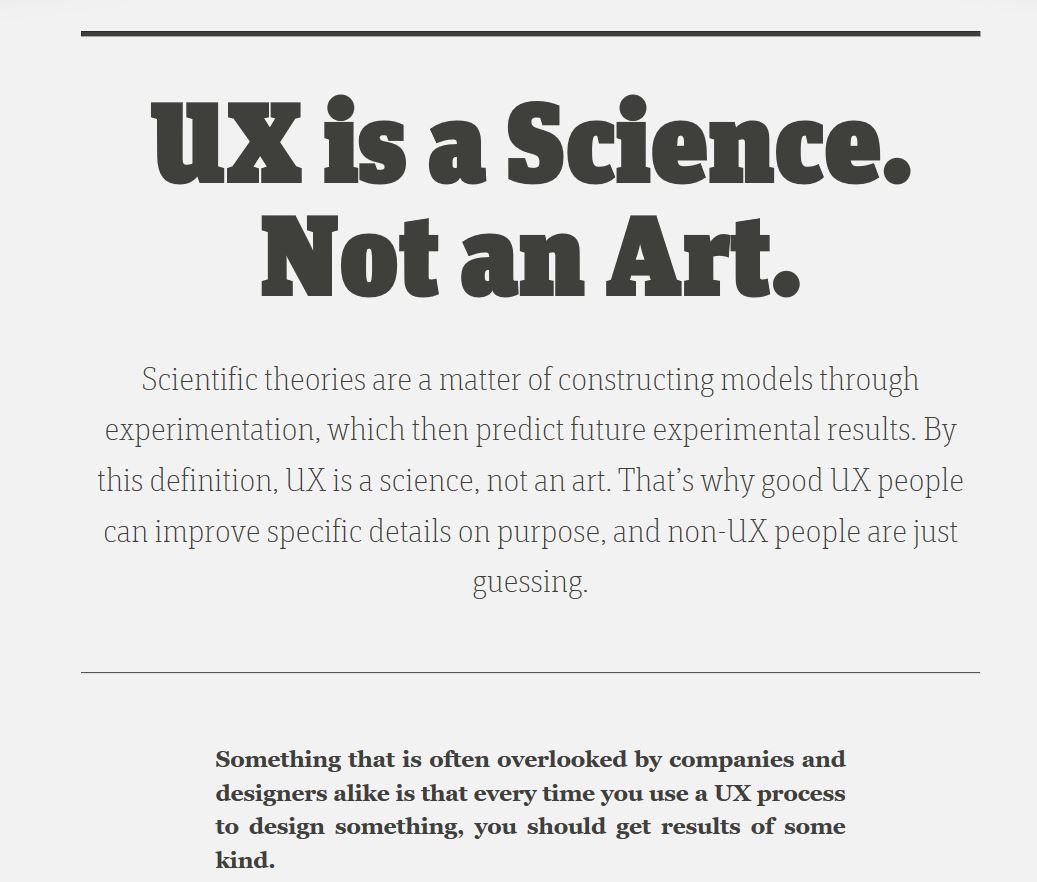 UX is a Science.
Not an Art.
Scientific theories are a matter of constructing models through
experimentation, which then predict future experimental results. By
this definition, UX is a science, not an art. That’s why good UX people
can improve specific details on purpose, and non-UX people are just
guessing.
Something that is often overlooked by companies and
designers alike is that every time you use a UX process
to design something, you should get results of some
kind.